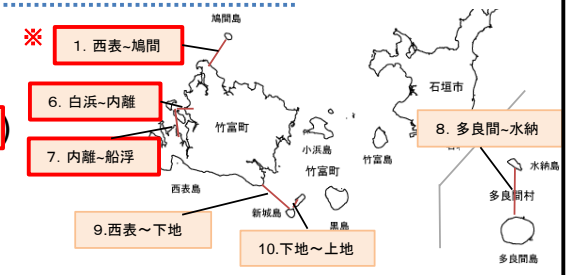 鳩間島
※
1. 西表~鳩間
石垣市
6. 白浜~内離
竹富町
8. 多良間~水納
小浜島
竹富島
7. 内離~船浮
竹富町
水納島
西表島
多良間村
新城島
黒島
9.西表～下地
10.下地～上地
多良間島